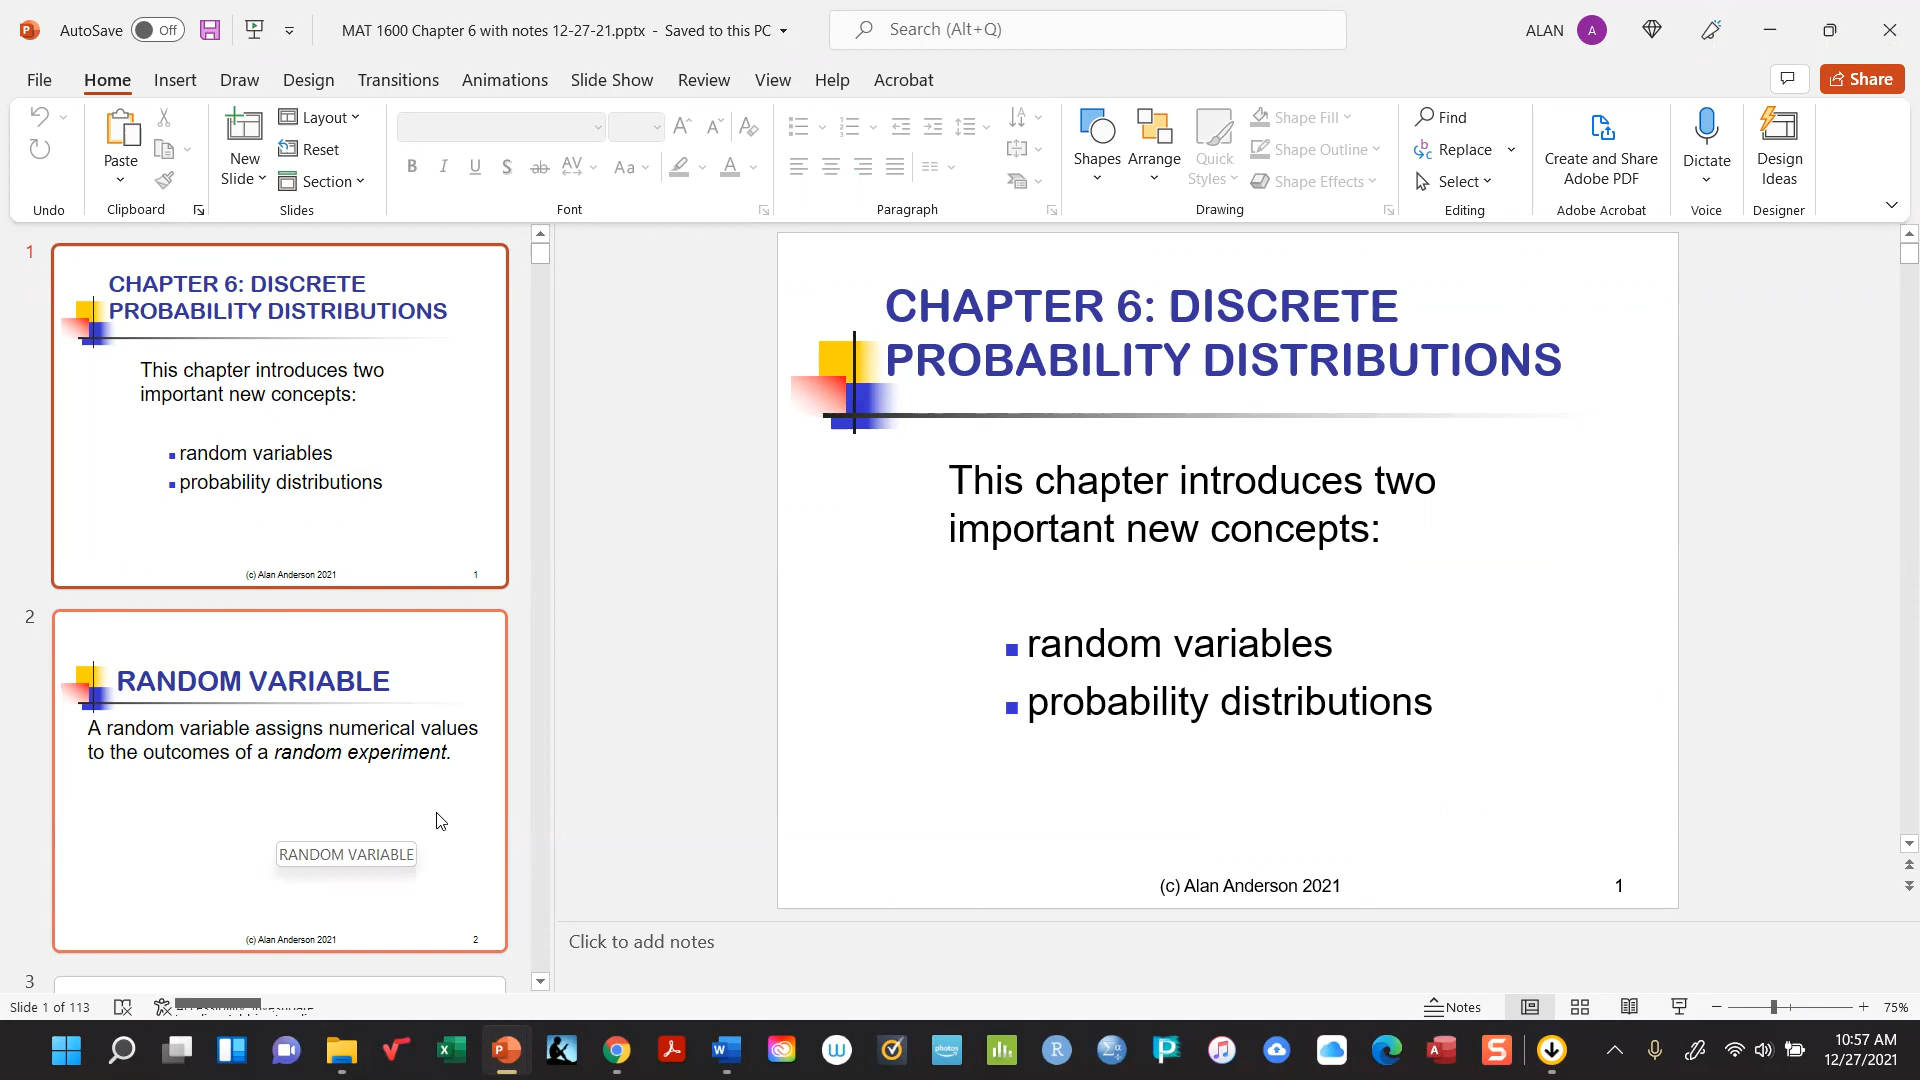 AutoSave Off
MAT 1600 Chapter 6 with notes 12-27-21.pptx - Saved to this PC
Search (Alt+Q)
ALAN A
File Home Insert Draw Design Transitions Animations Slide Show Review View Help Acrobat
Share
Undo
Paste
Clipboard
New Slide
Layout
Reset
Section
Slides
B I U S ab AV Aa A
Font
Paragraph
Shapes
Arrange
Quick Styles
Shape Fill
Shape Outline
Shape Effects
Drawing
Find
Replace
Select
Editing
Create and Share
Adobe PDF
Adobe Acrobat
Dictate
Voice
Design
Ideas
Designer
1
CHAPTER 6: DISCRETE
PROBABILITY DISTRIBUTIONS
This chapter introduces two
important new concepts:
random variables
probability distributions
(c) Alan Anderson 2021 1
2
RANDOM VARIABLE
A random variable assigns numerical values
to the outcomes of a random experiment.
RANDOM VARIABLE
(c) Alan Anderson 2021 2
3
CHAPTER 6: DISCRETE
PROBABILITY DISTRIBUTIONS
This chapter introduces two
important new concepts:
random variables
probability distributions
(c) Alan Anderson 2021 1
Click to add notes
Slide 1 of 113
Notes
75%
10:57 AM
12/27/2021